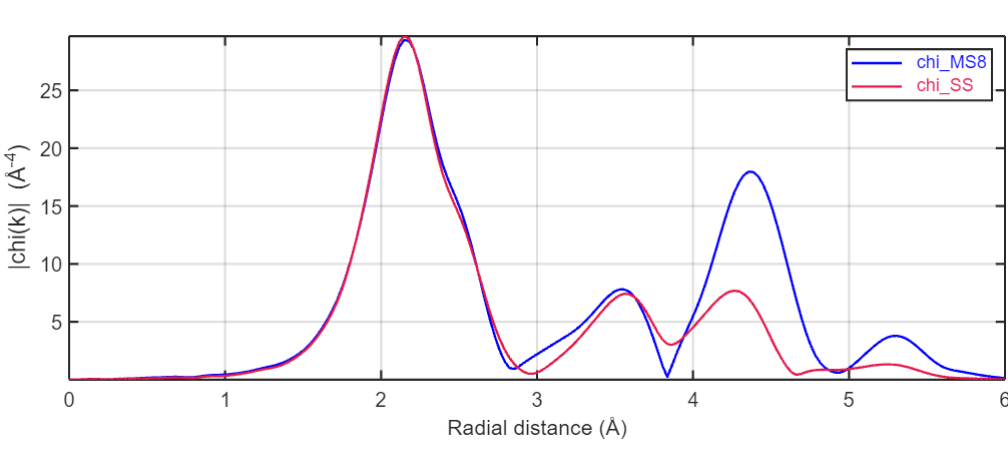 chi_MS8
chi_SS
|chi(k)| (Å⁻⁴)
25
20
15
10
5
0 1 2 3 4 5 6
Radial distance (Å)